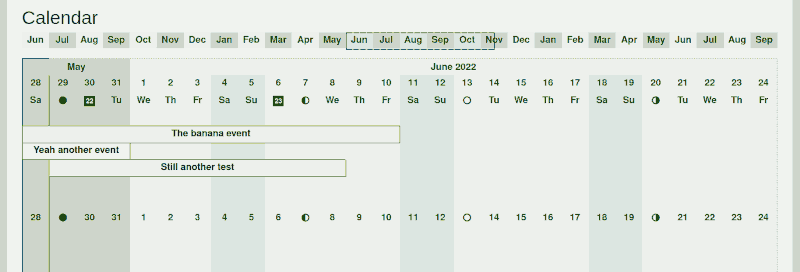 Calendar
Jun Jul Aug Sep Oct Nov Dec Jan Feb Mar Apr May Jun Jul Aug Sep Oct Nov Dec Jan Feb Mar Apr May Jun Jul Aug Sep
May June 2022
28 29 30 31 1 2 3 4 5 6 7 8 9 10 11 12 13 14 15 16 17 18 19 20 21 22 23 24
Sa 22 Tu We Th Fr Sa Su 23 We Th Fr Sa Su Tu We Th Fr Sa Su Tu We Th Fr
The banana event
Yeah another event
Still another test
28 30 31 1 2 3 4 5 6 8 9 10 11 12 14 15 16 17 18 19 21 22 23 24